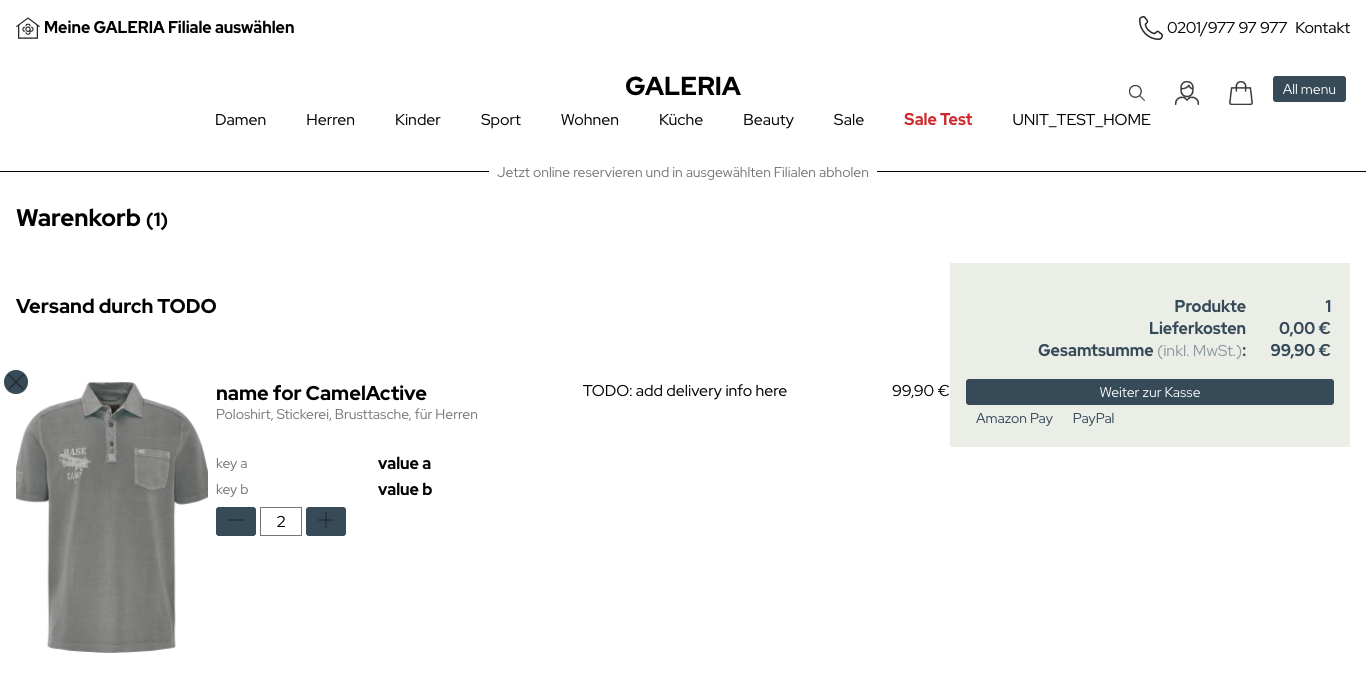 Meine GALERIA Filiale auswählen
0201/977 97 977 Kontakt
GALERIA
All menu
Damen Herren Kinder Sport Wohnen Küche Beauty Sale Sale Test UNIT_TEST_HOME
Jetzt online reservieren und in ausgewählten Filialen abholen
Warenkorb (1)
Versand durch TODO
name for CamelActive
Poloshirt, Stickerei, Brusttasche, für Herren
key a value a
key b value b
2
TODO: add delivery info here
99,90 €
Produkte 1
Lieferkosten 0,00 €
Gesamtsumme (inkl. MwSt.): 99,90 €
Weiter zur Kasse
Amazon Pay PayPal
BASE
CAMP